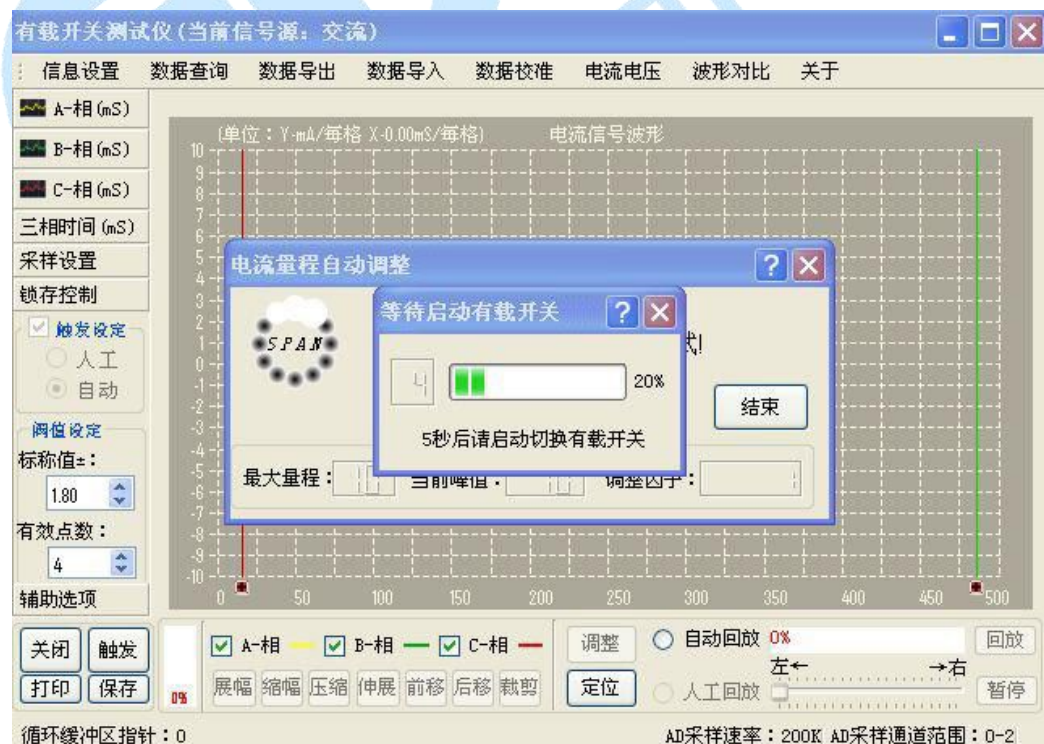 有载开关测试仪(当前信号源：交流)
信息设置 数据查询 数据导出 数据导入 数据校准 电流电压 波形对比 关于
A-相(mS)
B-相(mS)
C-相(mS)
三相时间(mS)
采样设置
锁存控制
触发设定
人工
自动
阀值设定
标称值±：
1.80
有效点数：
4
辅助选项
(单位：Y-mA/每格 X-0.00mS/每格) 电流信号波形
10
9
8
7
6
5
4
3
2
1
0
-1
-2
-3
-4
-5
-6
-7
-8
-9
-10
0 50 100 150 200 250 300 350 400 450 500
电流量程自动调整
SPAN
式!
结束
最大量程： 10 当前峰值： 调整因子：
等待启动有载开关
4 20%
5秒后请启动切换有载开关
关闭 触发
打印 保存
0%
A-相 B-相 C-相
展幅 缩幅 压缩 伸展 前移 后移 裁剪
调整
定位
自动回放 0% 回放
左← →右
人工回放 暂停
循环缓冲区指针：0
AD采样速率：200K AD采样通道范围：0-2